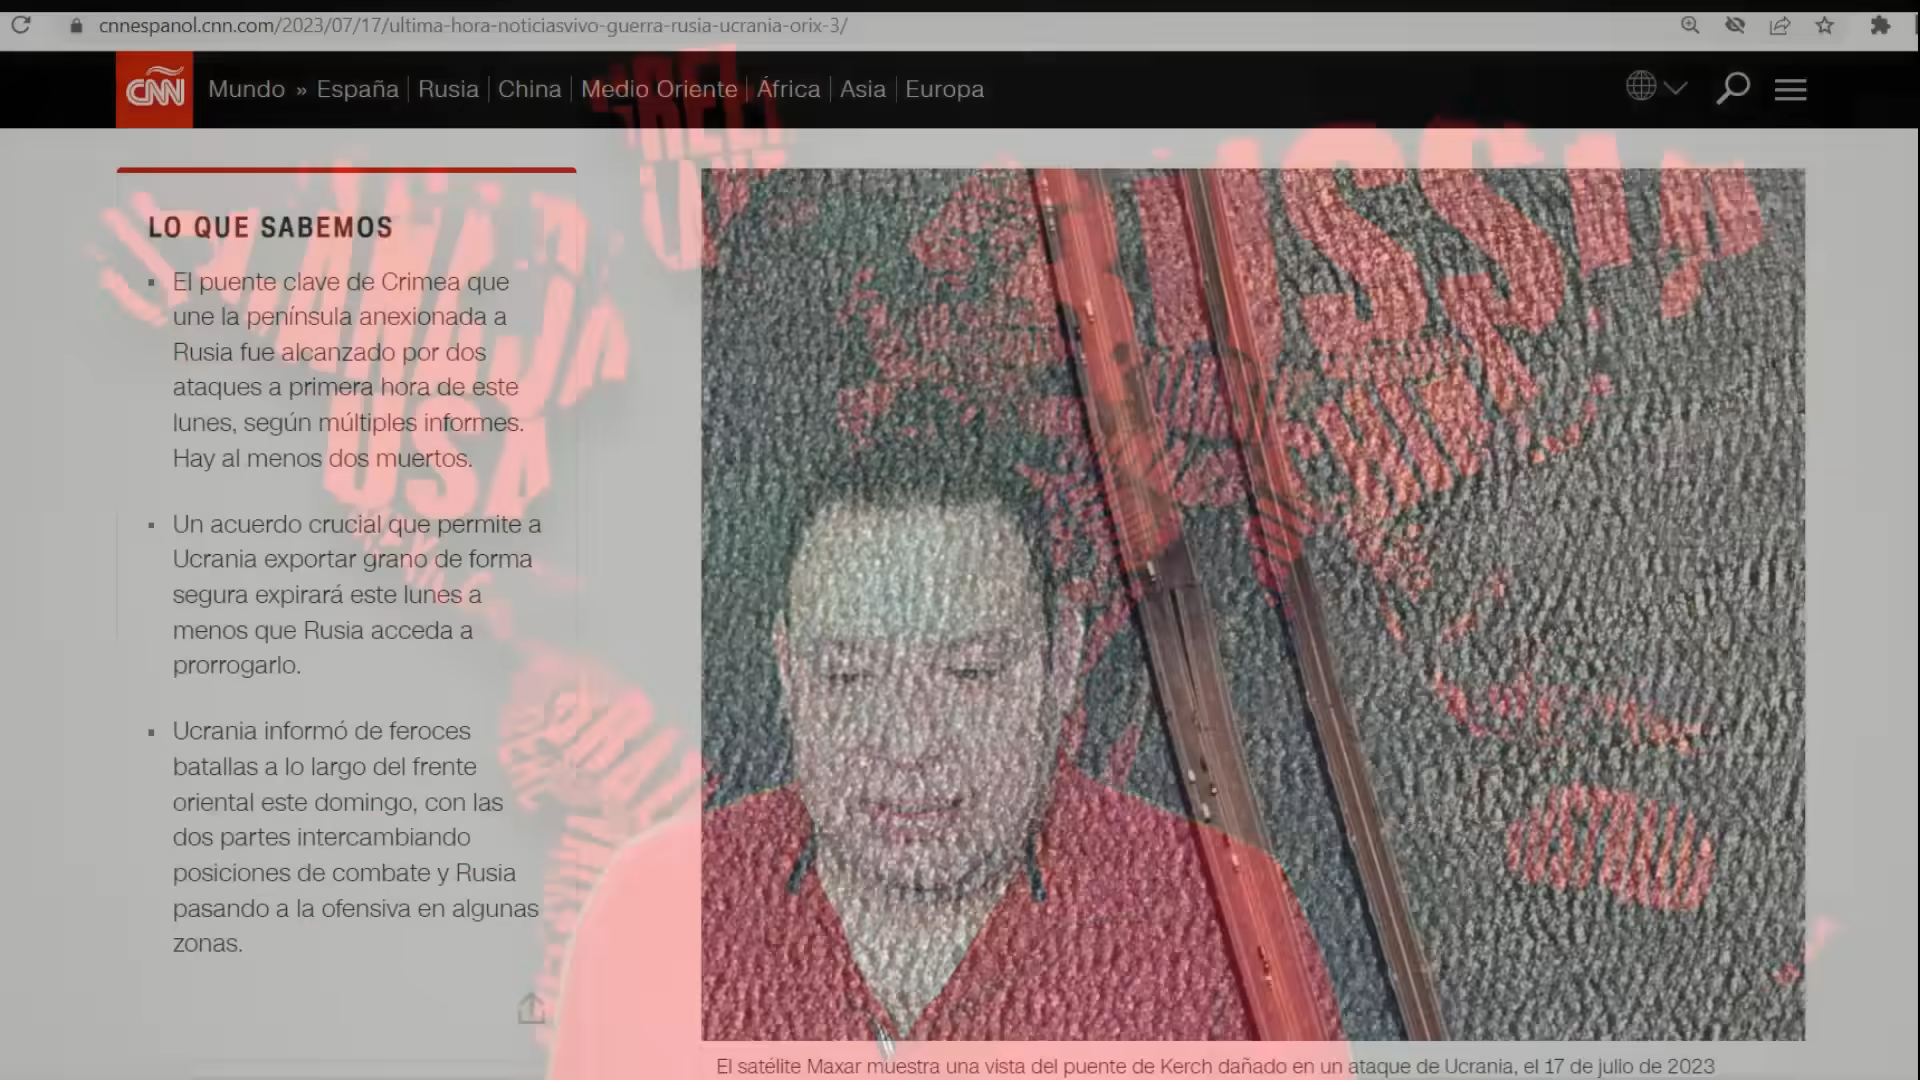 cnnespanol.cnn.com/2023/07/17/ultima-hora-noticiasvivo-guerra-rusia-ucrania-orix-3/
CNN Mundo » España Rusia China Medio Oriente África Asia Europa
LO QUE SABEMOS
El puente clave de Crimea que
une la península anexionada a
Rusia fue alcanzado por dos
ataques a primera hora de este
lunes, según múltiples informes.
Hay al menos dos muertos.
Un acuerdo crucial que permite a
Ucrania exportar grano de forma
segura expirará este lunes a
menos que Rusia acceda a
prorrogarlo.
Ucrania informó de feroces
batallas a lo largo del frente
oriental este domingo, con las
dos partes intercambiando
posiciones de combate y Rusia
pasando a la ofensiva en algunas
zonas.
El satélite Maxar muestra una vista del puente de Kerch dañado en un ataque de Ucrania, el 17 de julio de 2023
CANADA
USA
RUSSIA
CHINA
BRAZIL
AUSTRALIA